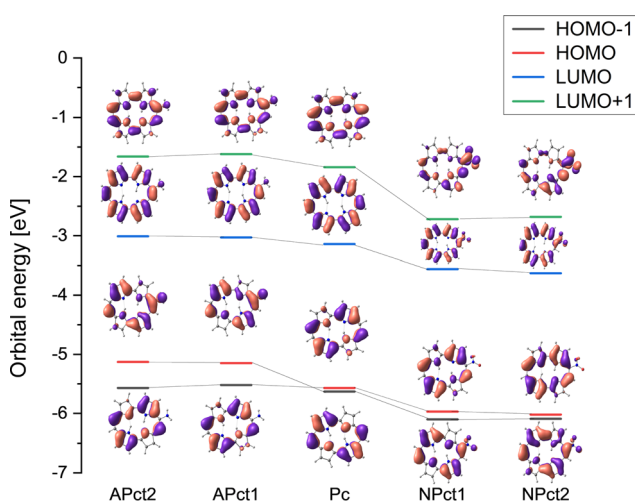 HOMO-1
HOMO
LUMO
LUMO+1
Orbital energy [eV]
0
-1
-2
-3
-4
-5
-6
-7
APct2 APct1 Pc NPct1 NPct2